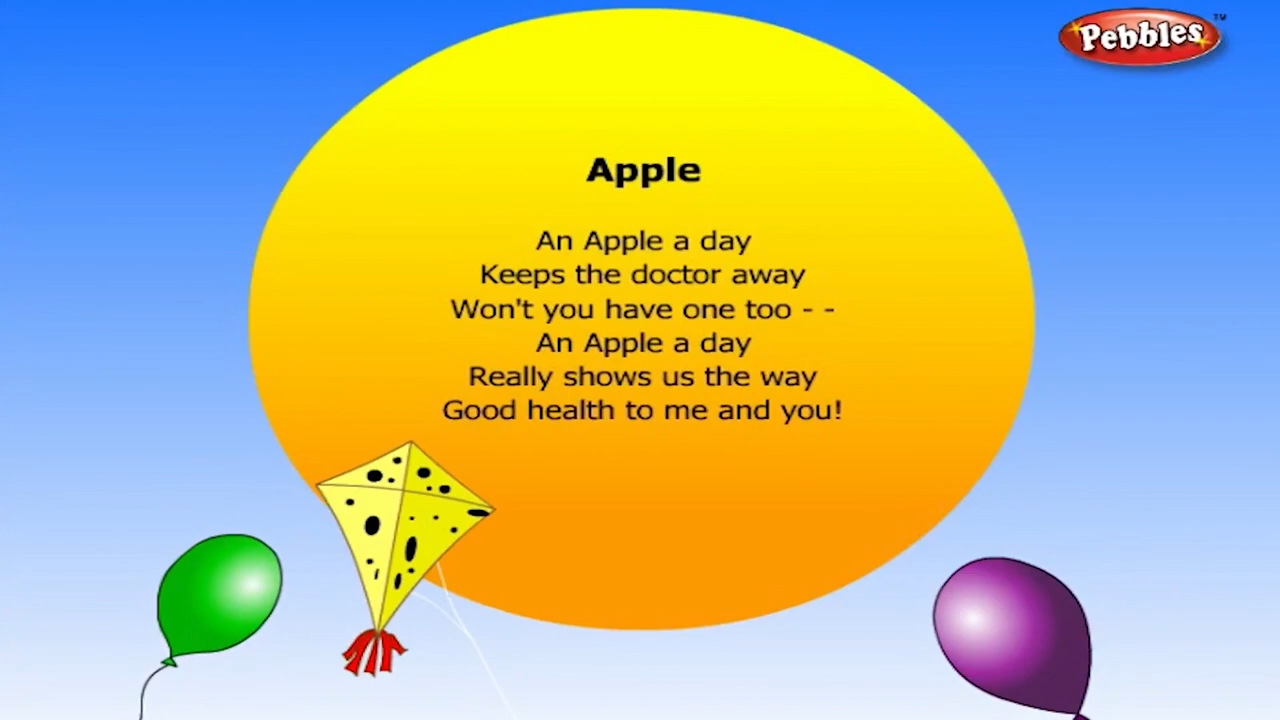 Pebbles™
Apple
An Apple a day
Keeps the doctor away
Won't you have one too - -
An Apple a day
Really shows us the way
Good health to me and you!